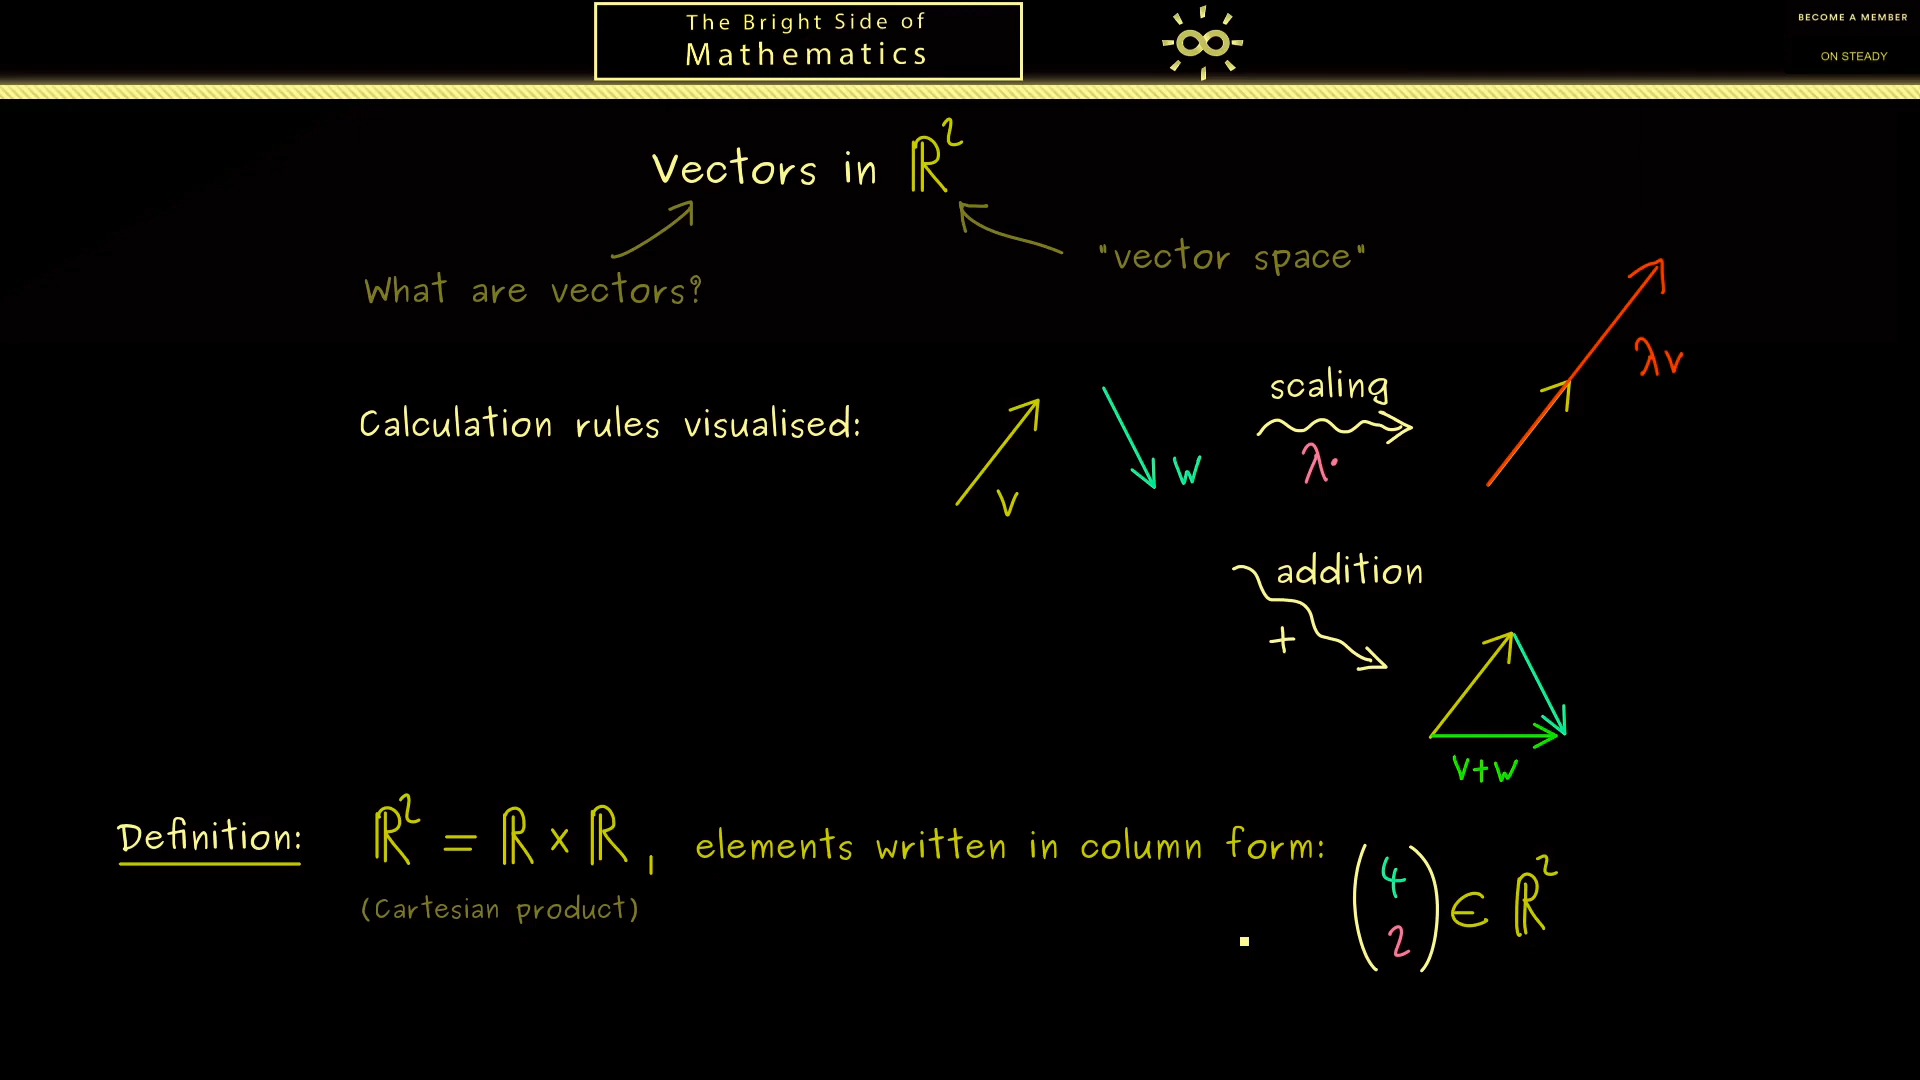 The Bright Side of
Mathematics
BECOME A MEMBER
ON STEADY
Vectors in ℝ²
"vector space"
What are vectors?
Calculation rules visualised:
v
w
scaling
λ·
λv
addition
+
v+w
Definition: ℝ² = ℝ × ℝ, elements written in column form: (4 2) ∈ ℝ²
(Cartesian product)